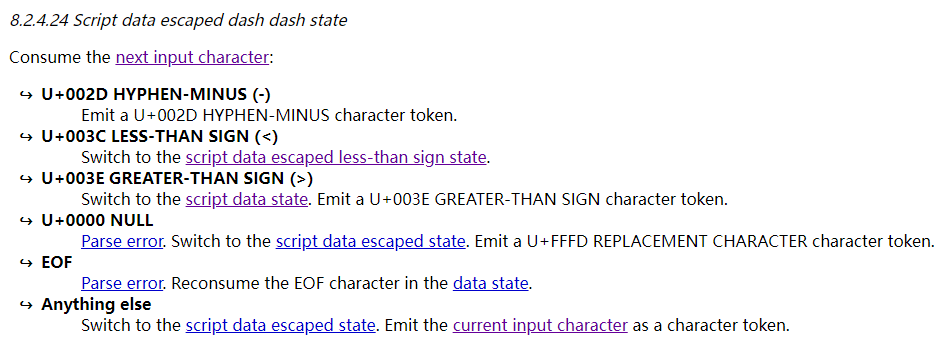 8.2.4.24 Script data escaped dash dash state
Consume the next input character:
↪ U+002D HYPHEN-MINUS (-)
Emit a U+002D HYPHEN-MINUS character token.
↪ U+003C LESS-THAN SIGN (<)
Switch to the script data escaped less-than sign state.
↪ U+003E GREATER-THAN SIGN (>)
Switch to the script data state. Emit a U+003E GREATER-THAN SIGN character token.
↪ U+0000 NULL
Parse error. Switch to the script data escaped state. Emit a U+FFFD REPLACEMENT CHARACTER character token.
↪ EOF
Parse error. Reconsume the EOF character in the data state.
↪ Anything else
Switch to the script data escaped state. Emit the current input character as a character token.